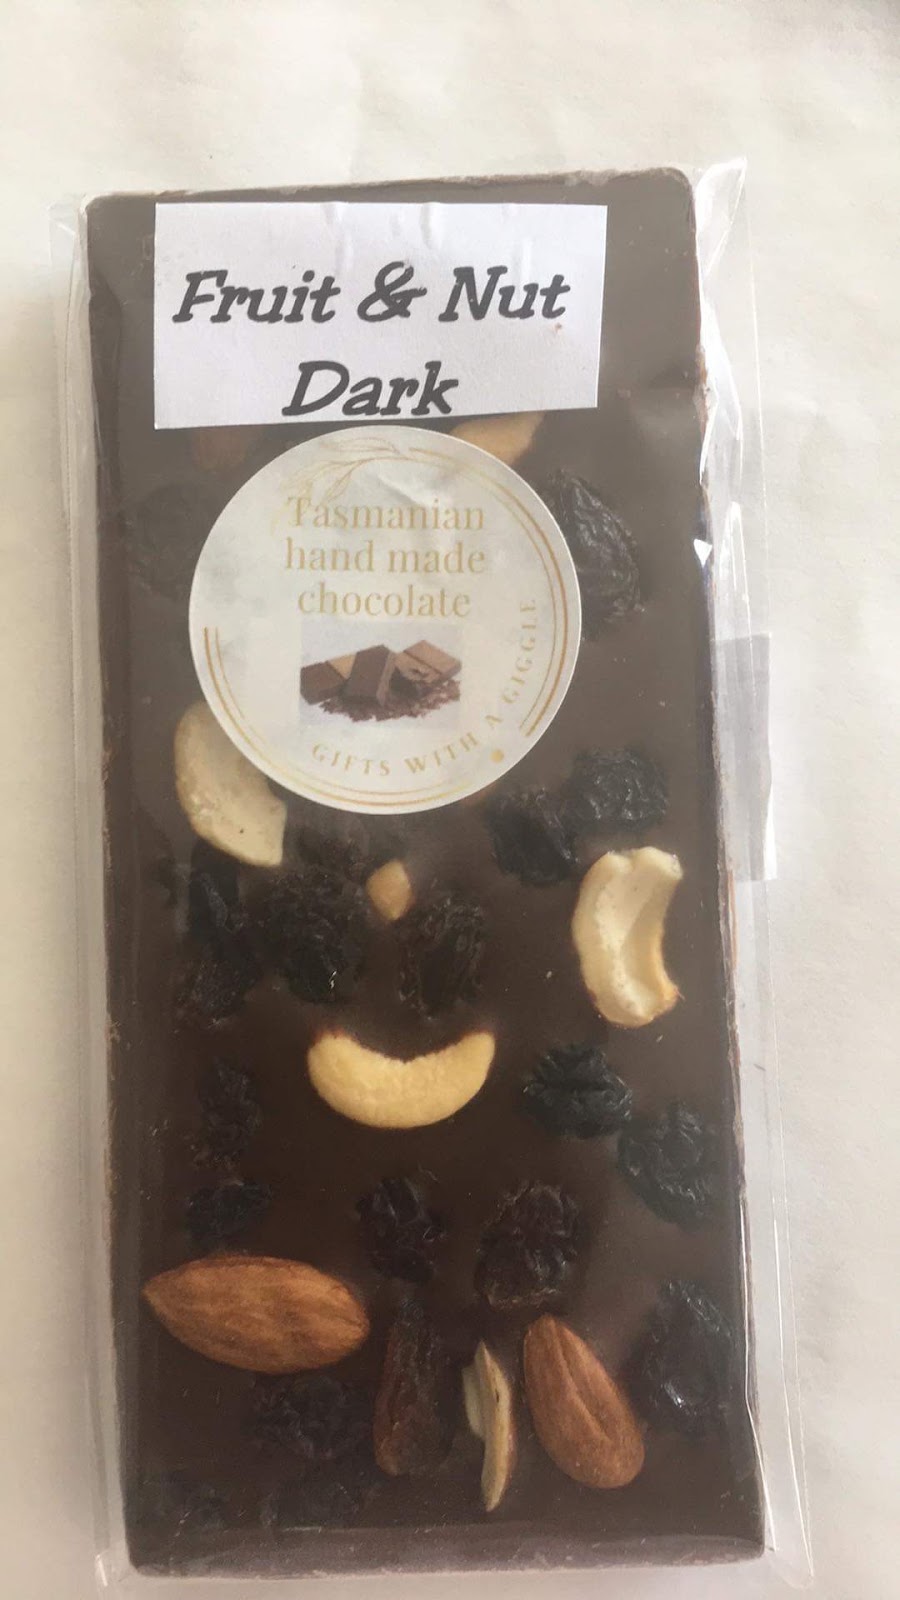 Fruit & Nut
Dark
Tasmanian
hand made
chocolate
GIFTS WITH A GIGGLE